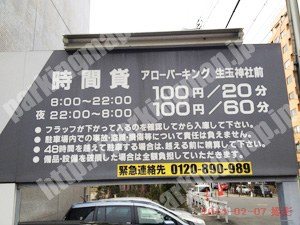 時間貸 アローパーキング 生玉神社前
8:00〜22:00 100円/20分
夜 22:00〜8:00 100円/60分
● フラップが下がって入るのを確認してから入庫して下さい。
● 駐車場内での事故・盗難・損傷等について責任は負えません。
● 48時間を超えて駐車する場合は、超える前に精算して下さい。
● 備品・設備を破損した場合は全額負担していただきます。
緊急連絡先 0120-890-989